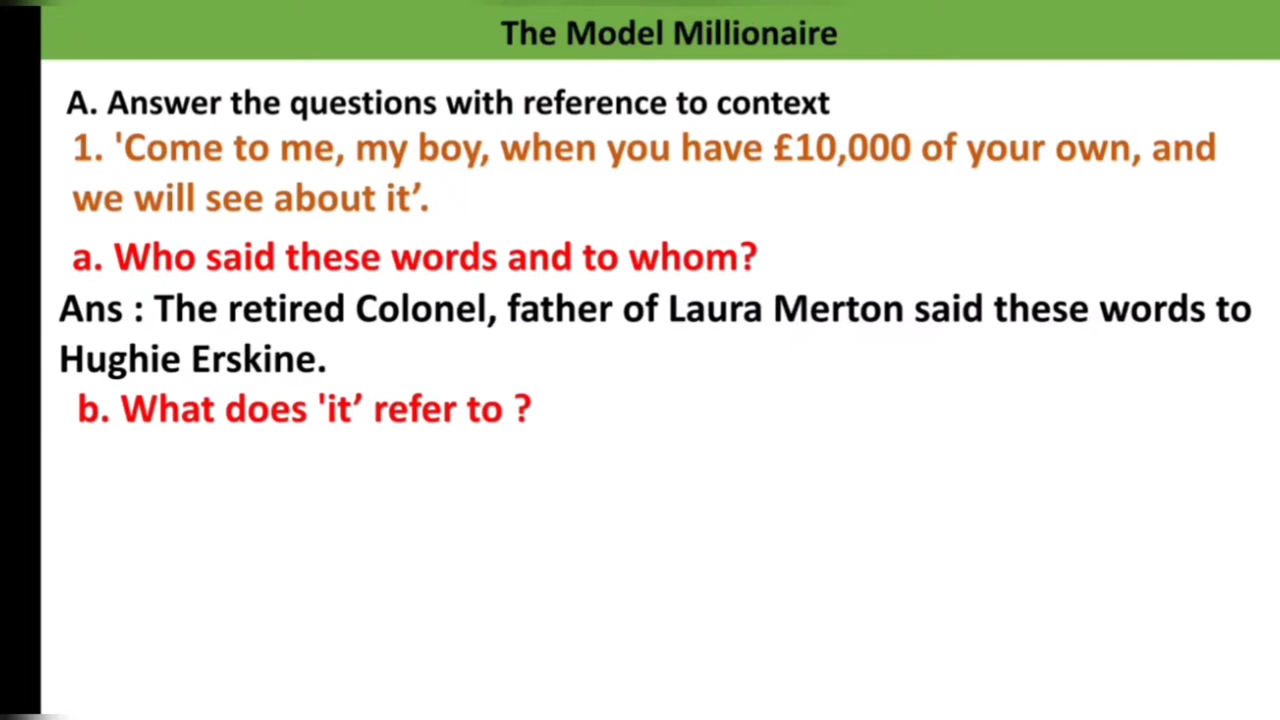 The Model Millionaire
A. Answer the questions with reference to context
1. 'Come to me, my boy, when you have £10,000 of your own, and
we will see about it’.
a. Who said these words and to whom?
Ans : The retired Colonel, father of Laura Merton said these words to
Hughie Erskine.
b. What does 'it’ refer to ?